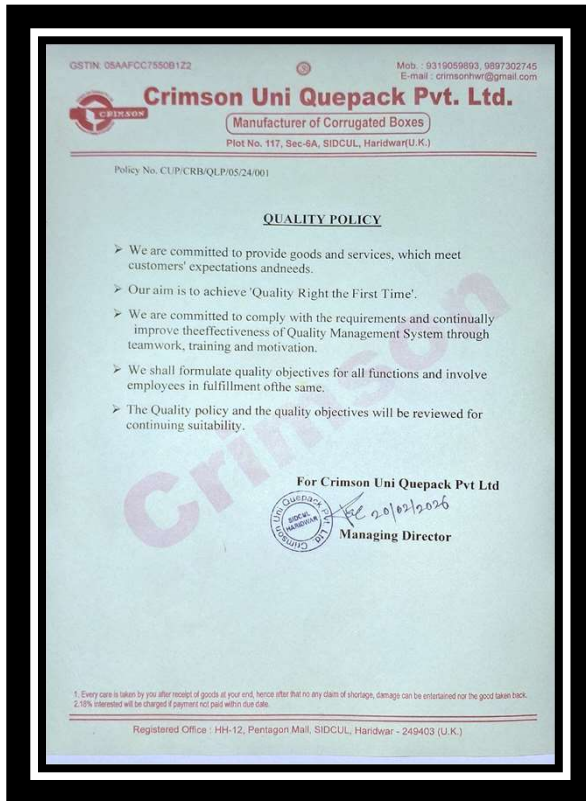 GSTIN: 05AAFCC7550B1Z2
Mob. : 9319059893, 9897302745
E-mail : crimsonhwr@gmail.com
CRIMSON
Crimson Uni Quepack Pvt. Ltd.
Manufacturer of Corrugated Boxes
Plot No. 117, Sec-6A, SIDCUL, Haridwar(U.K.)
Policy No. CUP/CRB/QLP/05/24/001
QUALITY POLICY
➢ We are committed to provide goods and services, which meet
customers' expectations andneeds.
➢ Our aim is to achieve 'Quality Right the First Time'.
➢ We are committed to comply with the requirements and continually
improve theeffectiveness of Quality Management System through
teamwork, training and motivation.
➢ We shall formulate quality objectives for all functions and involve
employees in fulfillment ofthe same.
➢ The Quality policy and the quality objectives will be reviewed for
continuing suitability.
Crimson
For Crimson Uni Quepack Pvt Ltd
Crimson Uni Quepack Pvt Ltd
SIDCUL
HARIDWAR
20/02/2026
Managing Director
1. Every care is taken by you after receipt of goods at your end, hence after that no any claim of shortage, damage can be entertained nor the good taken back.
2.18% interested will be charged if payment not paid within due date.
Registered Office : HH-12, Pentagon Mall, SIDCUL, Haridwar - 249403 (U.K.)